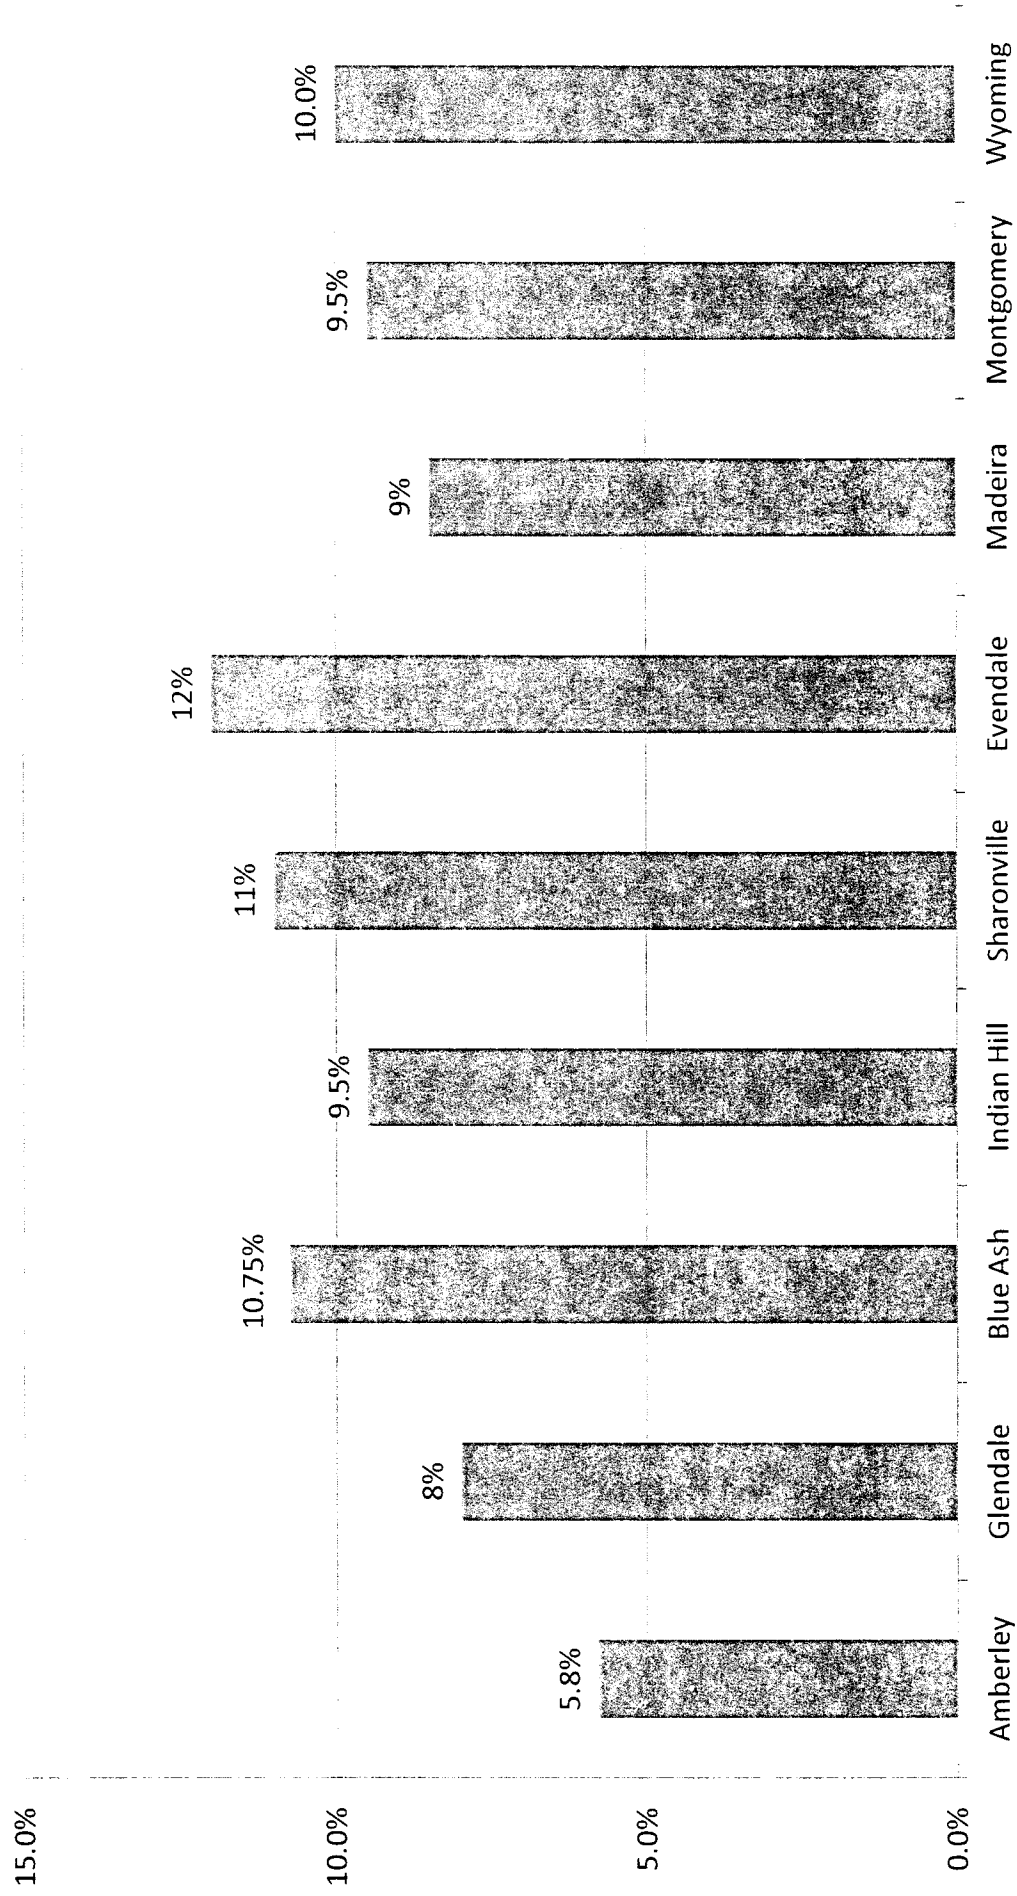 15.0%
10.0%
5.0%
0.0%
5.8%
8%
10.75%
9.5%
11%
12%
9%
9.5%
10.0%
Amberley
Glendale
Blue Ash
Indian Hill
Sharonville
Evendale
Madeira
Montgomery
Wyoming